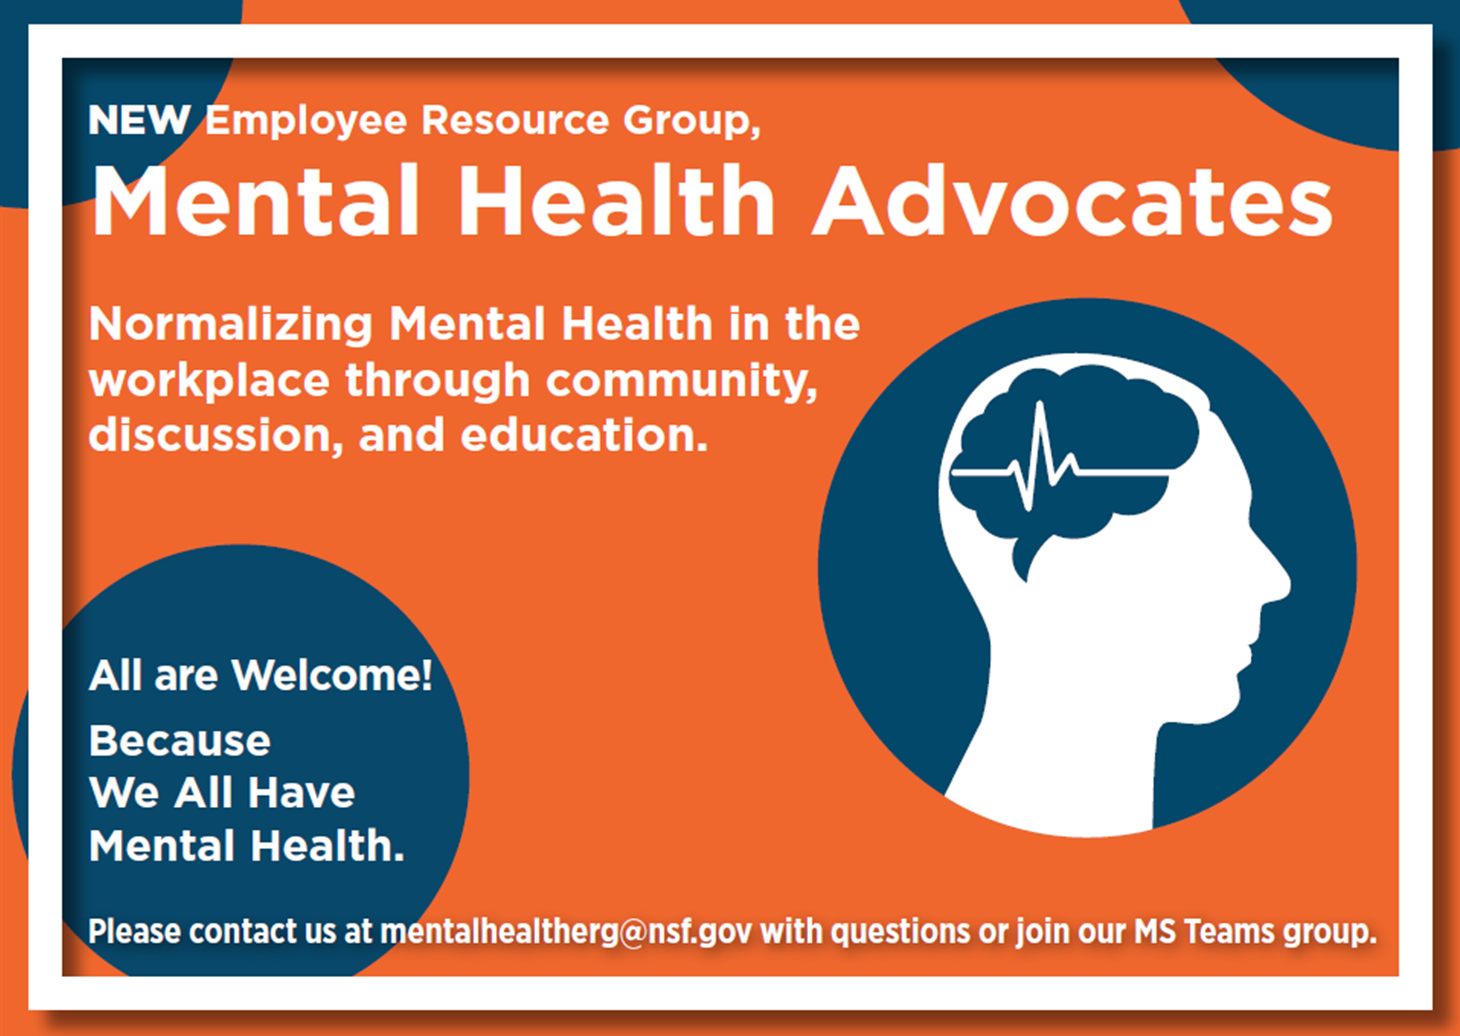 NEW Employee Resource Group,
Mental Health Advocates
Normalizing Mental Health in the
workplace through community,
discussion, and education.
All are Welcome!
Because
We All Have
Mental Health.
Please contact us at mentalhealtherg@nsf.gov with questions or join our MS Teams group.